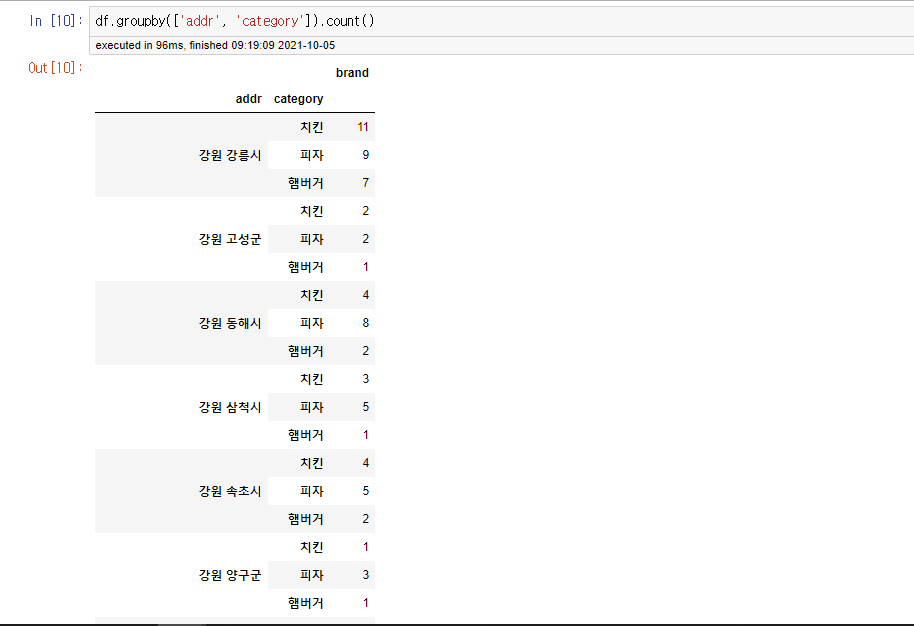 In [10]: df.groupby(['addr', 'category']).count()
executed in 96ms, finished 09:19:09 2021-10-05
Out[10]:
brand
addr category
치킨 11
강원 강릉시 피자 9
햄버거 7
치킨 2
강원 고성군 피자 2
햄버거 1
치킨 4
강원 동해시 피자 8
햄버거 2
치킨 3
강원 삼척시 피자 5
햄버거 1
치킨 4
강원 속초시 피자 5
햄버거 2
치킨 1
강원 양구군 피자 3
햄버거 1